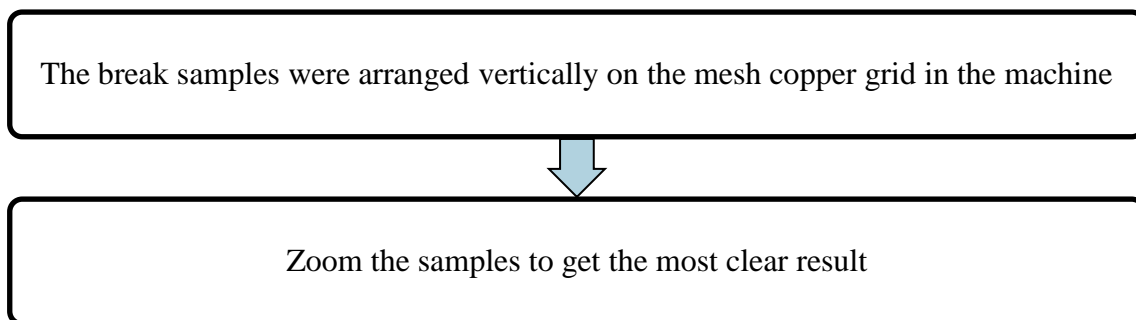 The break samples were arranged vertically on the mesh copper grid in the machine
Zoom the samples to get the most clear result